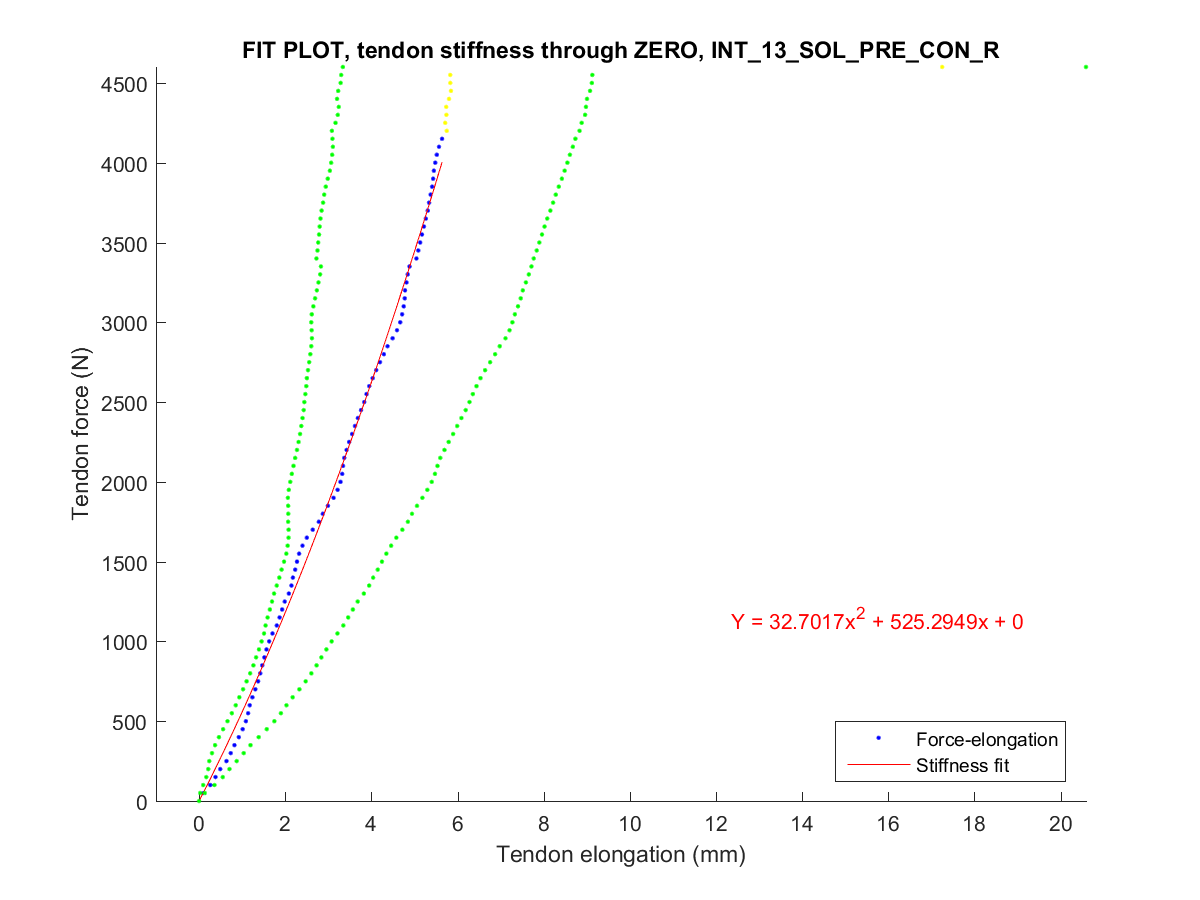 FIT PLOT, tendon stiffness through ZERO, INT_13_SOL_PRE_CON_R
4500
4000
3500
3000
2500
2000
1500
1000
500
0
Tendon force (N)
Y = 32.7017x² + 525.2949x + 0
Force-elongation
Stiffness fit
0 2 4 6 8 10 12 14 16 18 20
Tendon elongation (mm)